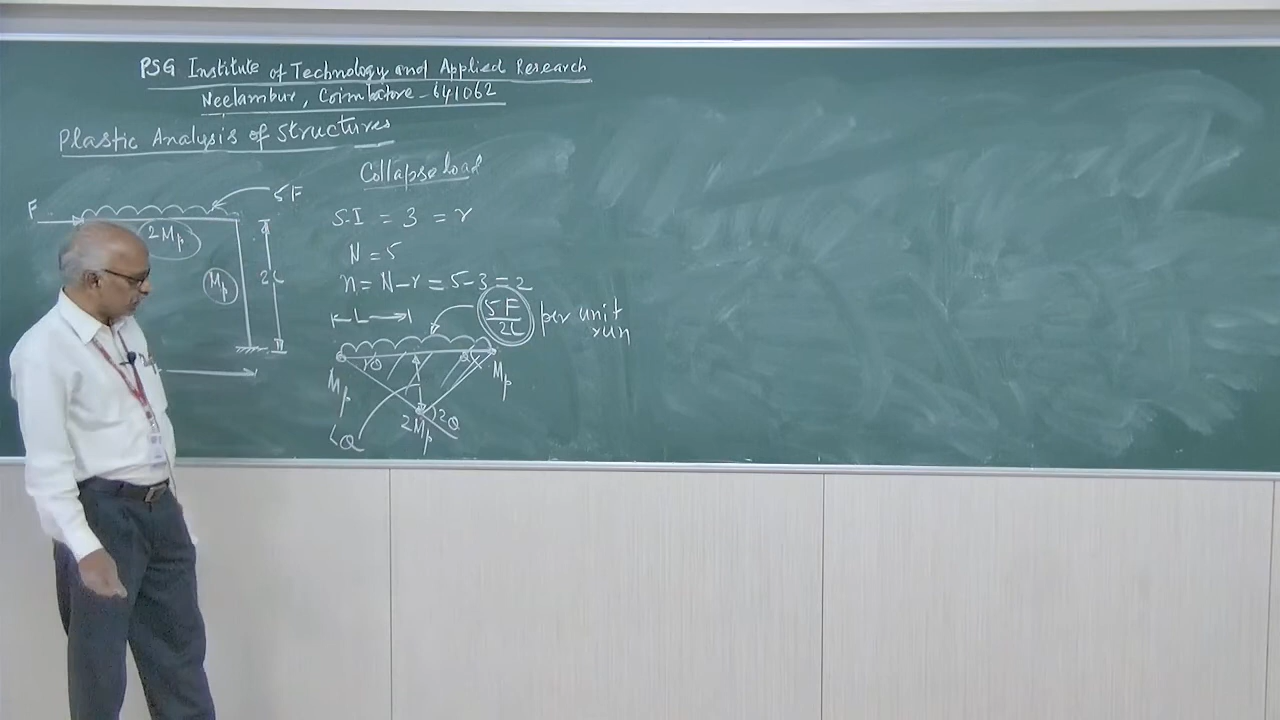 PSG Institute of Technology and Applied Research
Neelambur, Coimbatore - 641062
Plastic Analysis of Structures
Collapse load
F
5F
2Mp
Mp
2L
S.I = 3 = r
N = 5
n = N-r = 5-3 = 2
L
5F/2L per unit run
θ
θ
Mp
Mp
2Mp
2θ
Lθ